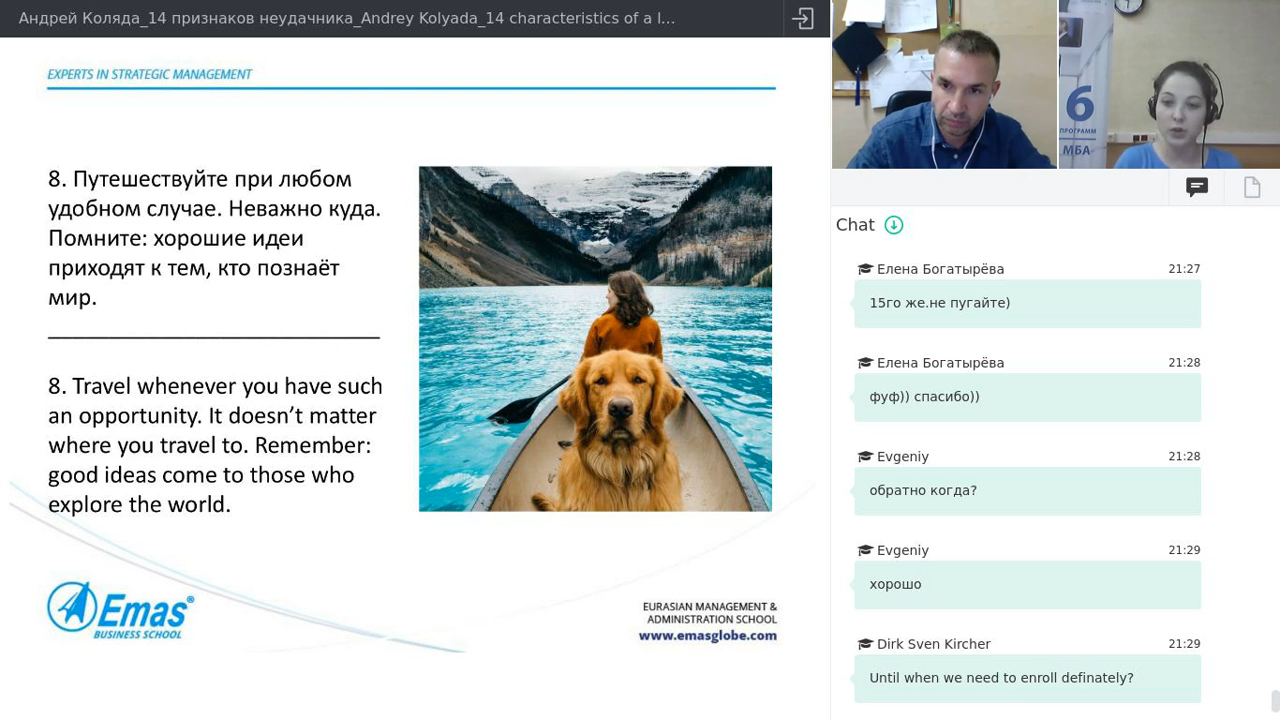 Андрей Коляда_14 признаков неудачника_Andrey Kolyada_14 characteristics of a l...
EXPERTS IN STRATEGIC MANAGEMENT
8. Путешествуйте при любом
удобном случае. Неважно куда.
Помните: хорошие идеи
приходят к тем, кто познаёт
мир.
8. Travel whenever you have such
an opportunity. It doesn’t matter
where you travel to. Remember:
good ideas come to those who
explore the world.
Emas®
BUSINESS SCHOOL
EURASIAN MANAGEMENT &
ADMINISTRATION SCHOOL
www.emasglobe.com
6
ПРОГРАММ
МБА
Chat
Елена Богатырёва 21:27
15го же.не пугайте)
Елена Богатырёва 21:28
фуф)) спасибо))
Evgeniy 21:28
обратно когда?
Evgeniy 21:29
хорошо
Dirk Sven Kircher 21:29
Until when we need to enroll definately?